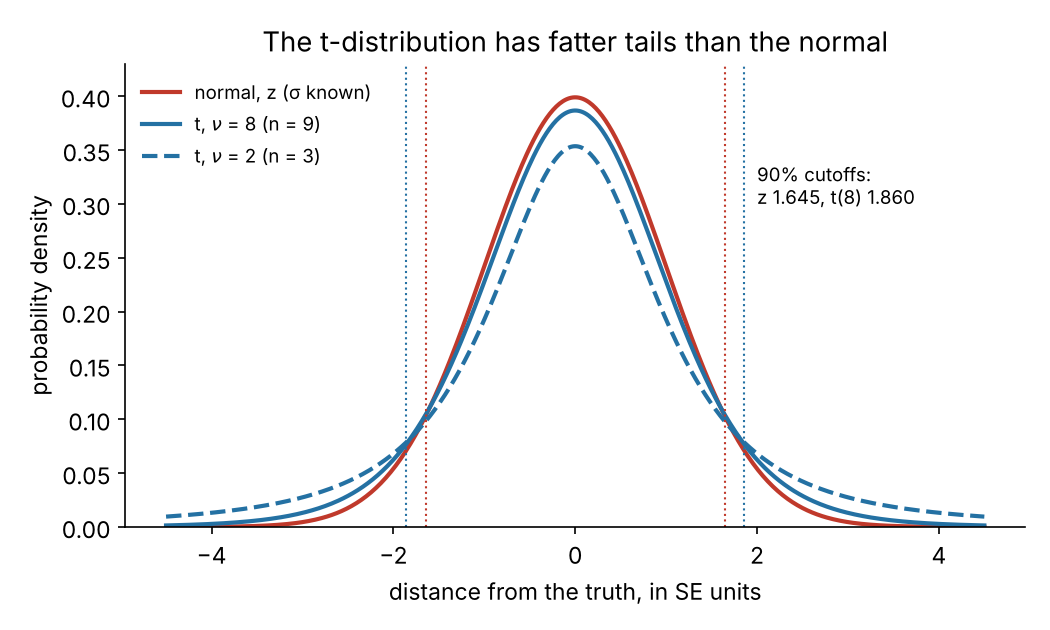 The t-distribution has fatter tails than the normal
normal, z (σ known)
t, ν = 8 (n = 9)
t, ν = 2 (n = 3)
90% cutoffs:
z 1.645, t(8) 1.860
probability density
0.40
0.35
0.30
0.25
0.20
0.15
0.10
0.05
0.00
−4
−2
0
2
4
distance from the truth, in SE units